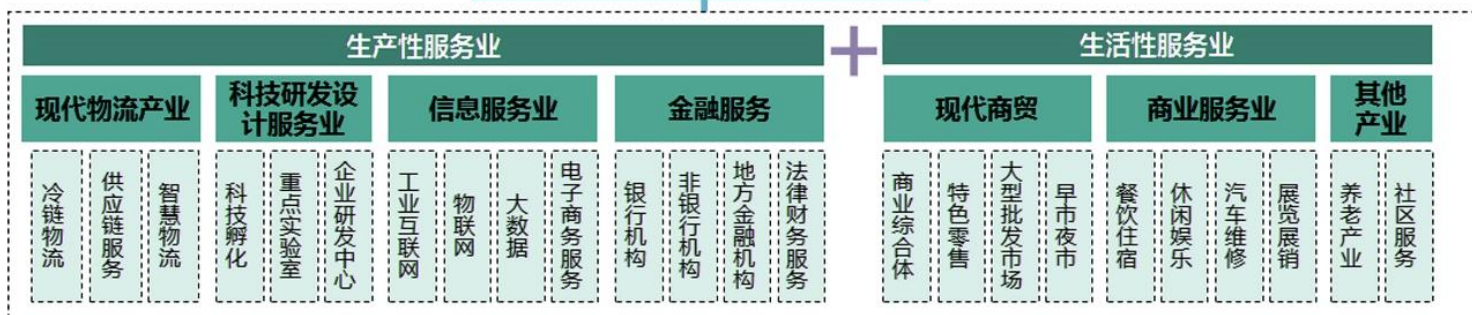 生产性服务业
生活性服务业
现代物流产业
科技研发设
计服务业
信息服务业
金融服务
现代商贸
商业服务业
其他
产业
冷链物流
供应链服务
智慧物流
科技孵化
重点实验室
企业研发中心
工业互联网
物联网
大数据
电子商务服务
银行机构
非银行机构
地方金融机构
法律财务服务
商业综合体
特色零售
大型批发市场
早市夜市
餐饮住宿
休闲娱乐
汽车维修
展览展销
养老产业
社区服务